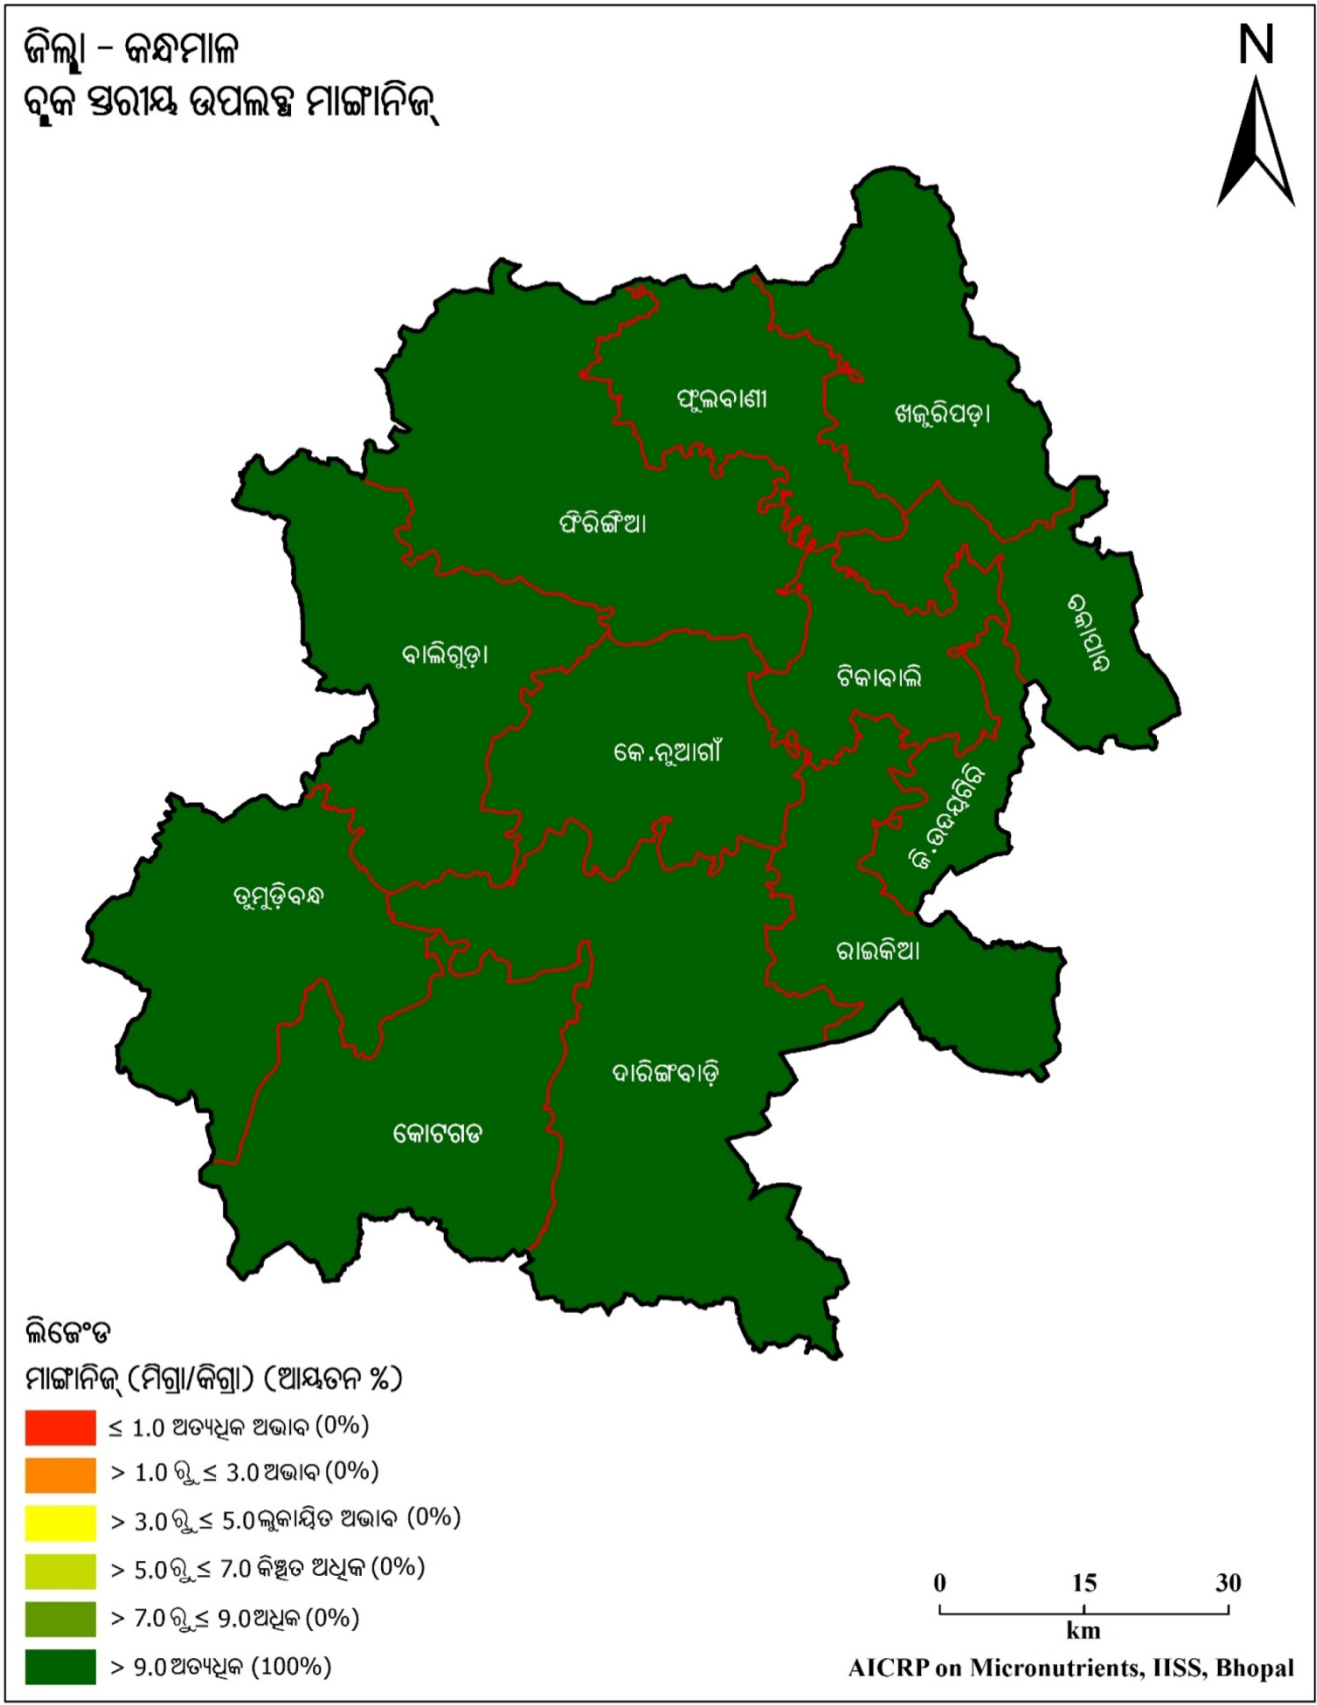 ଜିଲ୍ଲା - କନ୍ଧମାଳ
ବ୍ଲକ ସ୍ତରୀୟ ଉପଲବ୍ଧ ମାଙ୍ଗାନିଜ୍
N
ଫୁଲବାଣୀ
ଖଜୁରିପଡ଼ା
ଫିରିଙ୍ଗିଆ
ଚକାପାଦ
ବାଲିଗୁଡ଼ା
ଟିକାବାଲି
କେ.ନୁଆଗାଁ
ଜି.ଉଦୟଗିରି
ତୁମୁଡ଼ିବନ୍ଧ
ରାଇକିଆ
ଦାରିଙ୍ଗବାଡ଼ି
କୋଟଗଡ
ଲିଜେଂଡ
ମାଙ୍ଗାନିଜ୍ (ମିଗ୍ରା/କିଗ୍ରା) (ଆୟତନ %)
≤ 1.0 ଅତ୍ୟଧିକ ଅଭାବ (0%)
> 1.0 ରୁ ≤ 3.0 ଅଭାବ (0%)
> 3.0 ରୁ ≤ 5.0 ଲୁକାୟିତ ଅଭାବ (0%)
> 5.0 ରୁ ≤ 7.0 କିଞ୍ଚିତ ଅଧିକ (0%)
> 7.0 ରୁ ≤ 9.0 ଅଧିକ (0%)
> 9.0 ଅତ୍ୟଧିକ (100%)
0 15 30
km
AICRP on Micronutrients, IISS, Bhopal